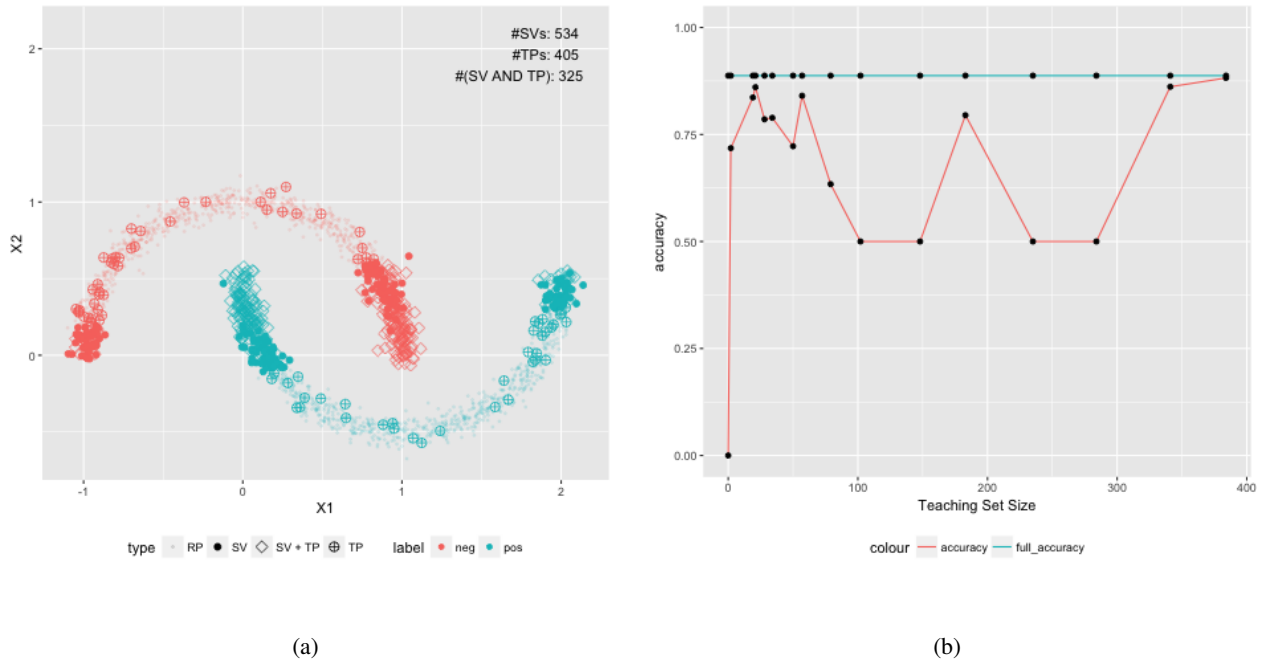 #SVs: 534
#TPs: 405
#(SV AND TP): 325
2
1
0
X2
-1 0 1 2
X1
type RP SV SV + TP TP label neg pos
(a)
1.00
0.75
0.50
0.25
0.00
accuracy
0 100 200 300 400
Teaching Set Size
colour accuracy full_accuracy
(b)